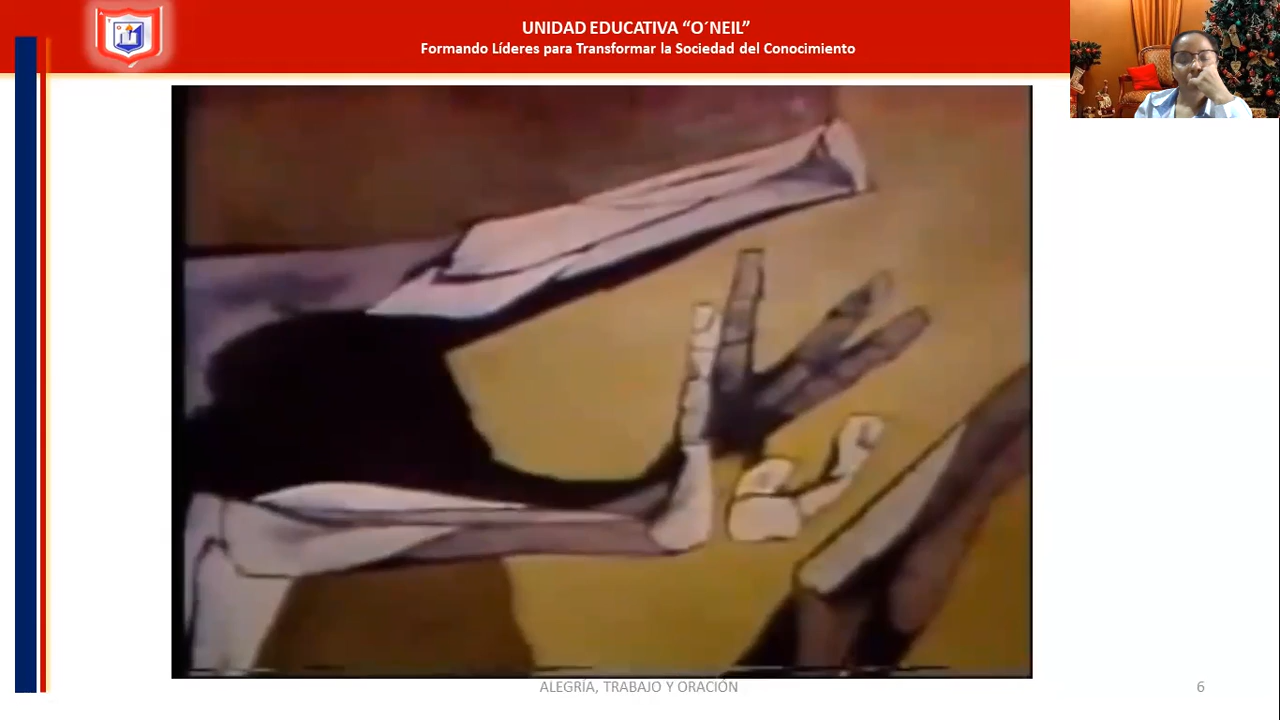 UNIDAD EDUCATIVA “O´NEIL”
Formando Líderes para Transformar la Sociedad del Conocimiento
ALEGRÍA, TRABAJO Y ORACIÓN
6